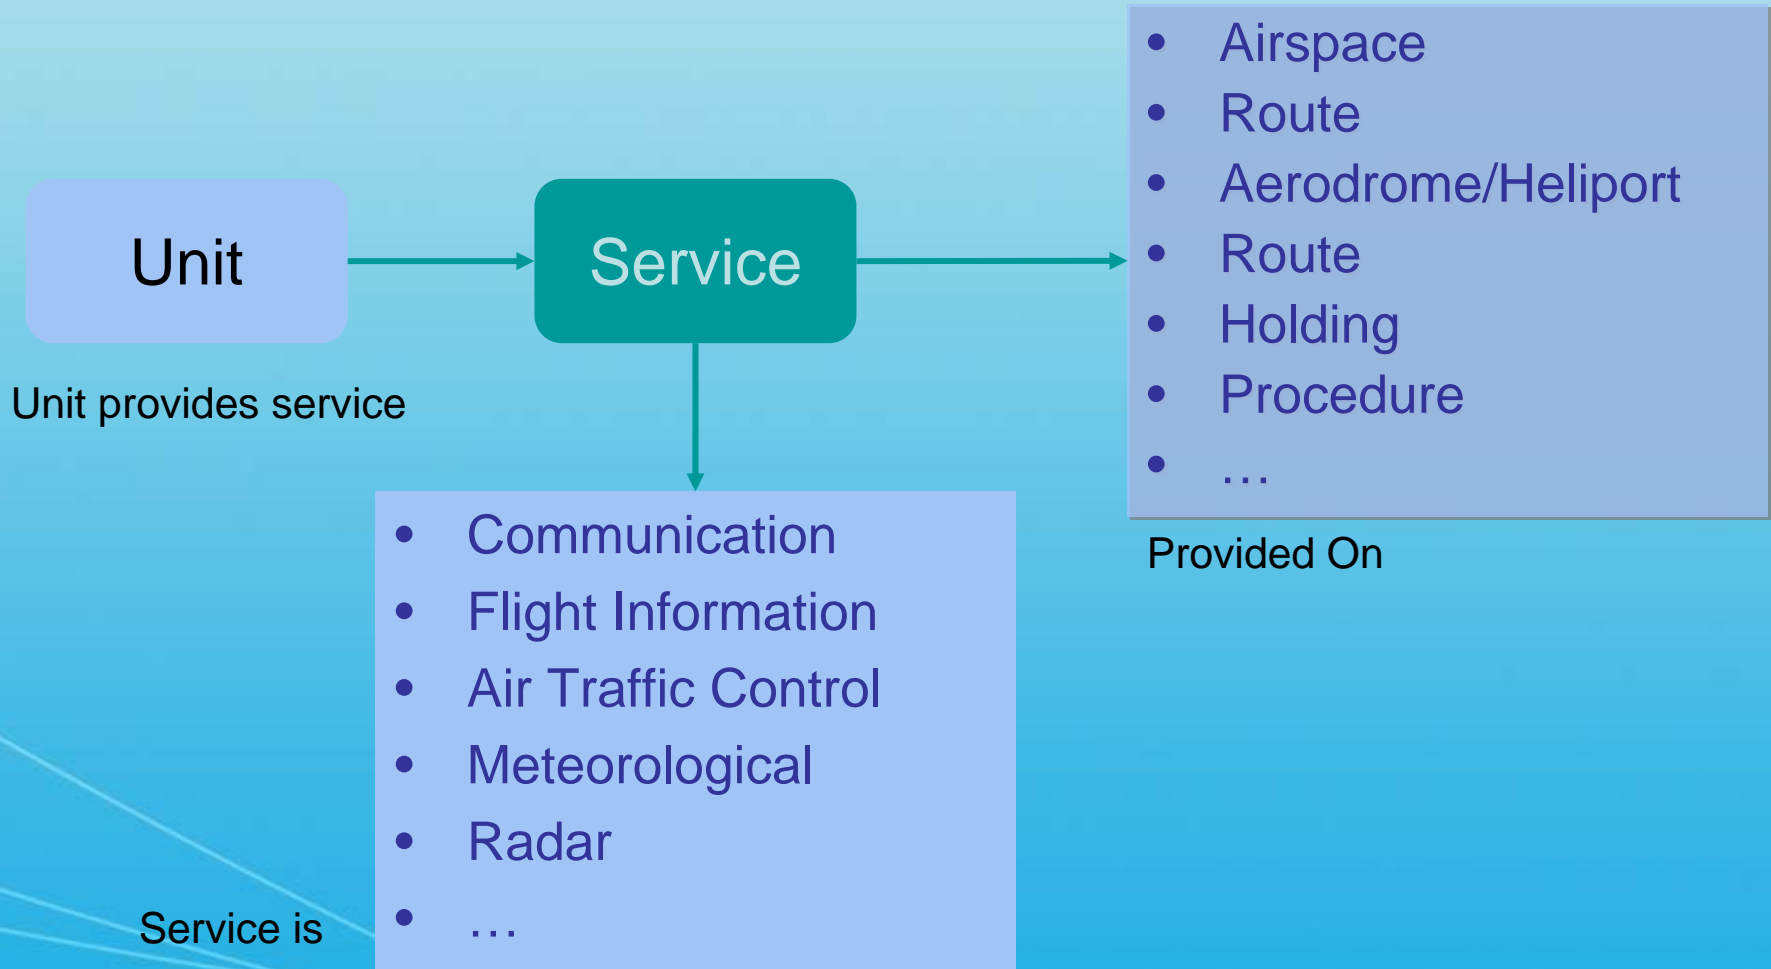 Unit
Unit provides service
Service
• Airspace
• Route
• Aerodrome/Heliport
• Route
• Holding
• Procedure
• …
Provided On
Service is
• Communication
• Flight Information
• Air Traffic Control
• Meteorological
• Radar
• …